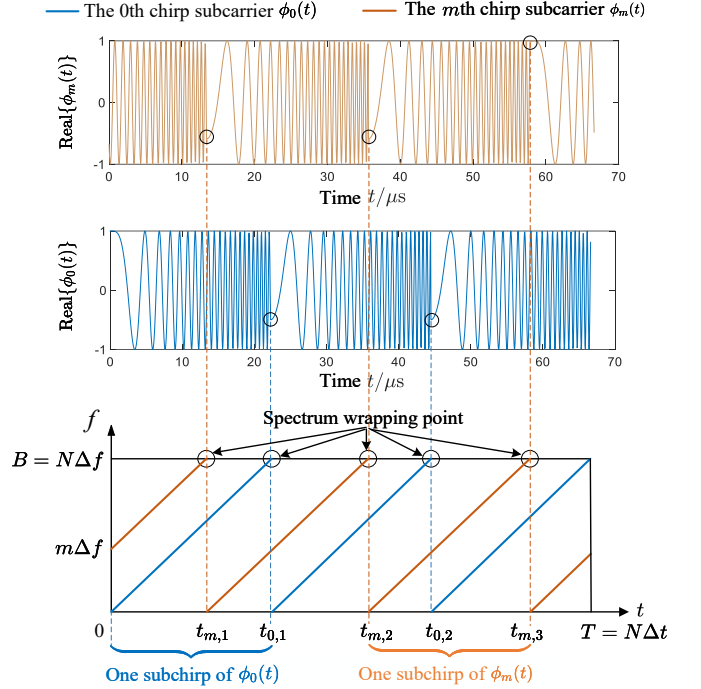 The 0th chirp subcarrier ϕ₀(t) The mth chirp subcarrier ϕₘ(t)
Real{ϕₘ(t)}
1
0
-1
0 10 20 30 40 50 60 70
Time t/μs
Real{ϕ₀(t)}
1
0
-1
0 10 20 30 40 50 60 70
Time t/μs
f
Spectrum wrapping point
B = NΔf
mΔf
0 tₘ,₁ t₀,₁ tₘ,₂ t₀,₂ tₘ,₃ T = NΔt
t
One subchirp of ϕ₀(t) One subchirp of ϕₘ(t)